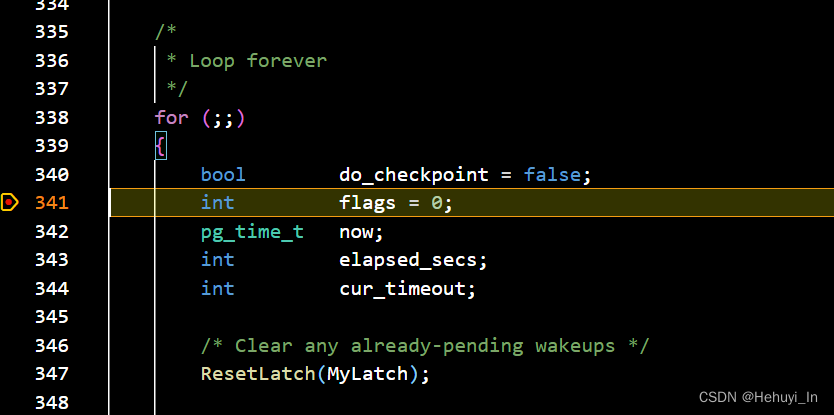 334
335 /*
336 * Loop forever
337 */
338 for (;;)
339 {
340 bool do_checkpoint = false;
341 int flags = 0;
342 pg_time_t now;
343 int elapsed_secs;
344 int cur_timeout;
345
346 /* Clear any already-pending wakeups */
347 ResetLatch(MyLatch);
348
CSDN @Hehuyi_In